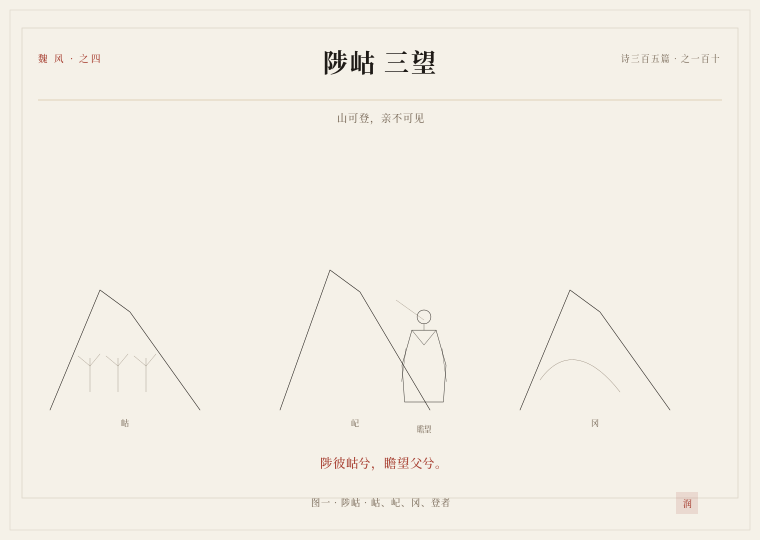 魏 风 · 之四
陟岵 三望
诗三百五篇 · 之一百十
山可登，亲不可见
岵
屺
瞻望
冈
陟彼岵兮，瞻望父兮。
图一 · 陟岵 · 岵、屺、冈、登者
润